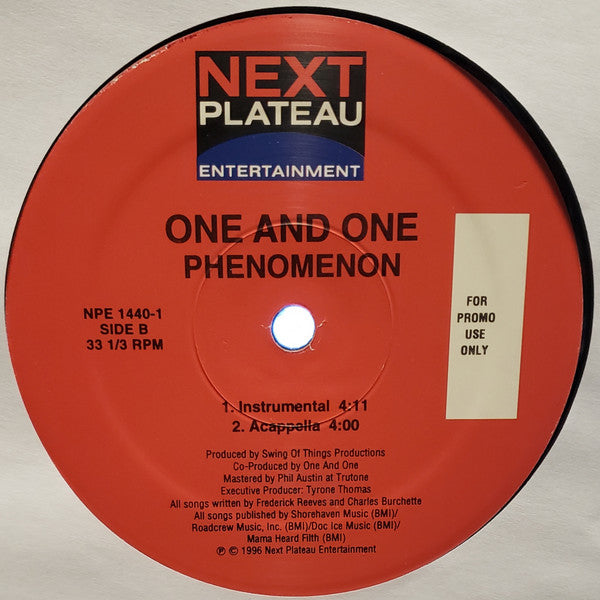 NEXT
PLATEAU
ENTERTAINMENT
ONE AND ONE
PHENOMENON
NPE 1440-1
SIDE B
33 1/3 RPM
FOR
PROMO
USE
ONLY
1. Instrumental 4:11
2. Acappella 4:00
Produced by Swing Of Things Productions
Co-Produced by One And One
Mastered by Phil Austin at Trutone
Executive Producer: Tyrone Thomas
All songs written by Frederick Reeves and Charles Burchette
All songs published by Shorehaven Music (BMI)/
Roadcrew Music, Inc. (BMI)/Doc Ice Music (BMI)/
Mama Heard Filth (BMI)
℗ © 1996 Next Plateau Entertainment